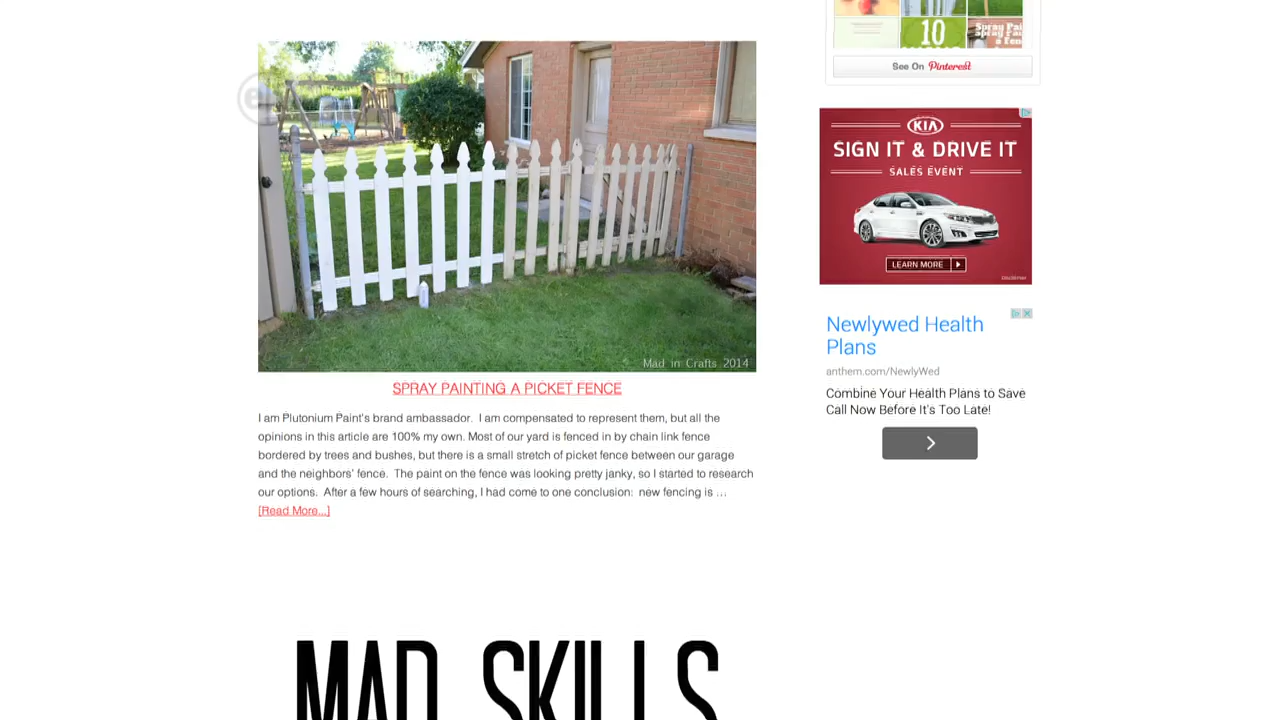 10
See On Pinterest
KIA
SIGN IT & DRIVE IT
SALES EVENT
LEARN MORE
e
Mad in Crafts 2014
SPRAY PAINTING A PICKET FENCE
I am Plutonium Paint's brand ambassador.  I am compensated to represent them, but all the
opinions in this article are 100% my own. Most of our yard is fenced in by chain link fence
bordered by trees and bushes, but there is a small stretch of picket fence between our garage
and the neighbors' fence.  The paint on the fence was looking pretty janky, so I started to research
our options.  After a few hours of searching, I had come to one conclusion:  new fencing is …
[Read More...]
Newlywed Health
Plans
anthem.com/NewlyWed
Combine Your Health Plans to Save
Call Now Before It's Too Late!
MAD SKILLS